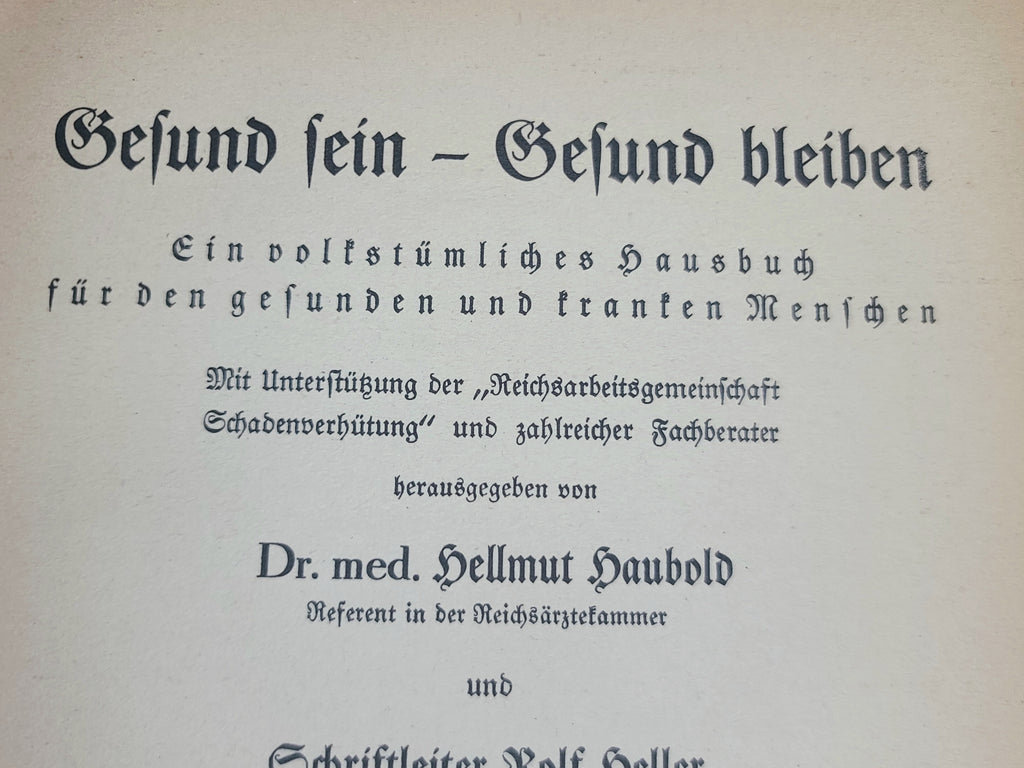 Geſund ſein – Geſund bleiben
Ein volkstümliches Hausbuch
für den geſunden und kranken Menſchen
Mit Unterſtützung der „Reichsarbeitsgemeinſchaft
Schadenverhütung“ und zahlreicher Fachberater
herausgegeben von
Dr. med. Hellmut Haubold
Referent in der Reichsärztekammer
und
Schriftleiter Rolf Heller